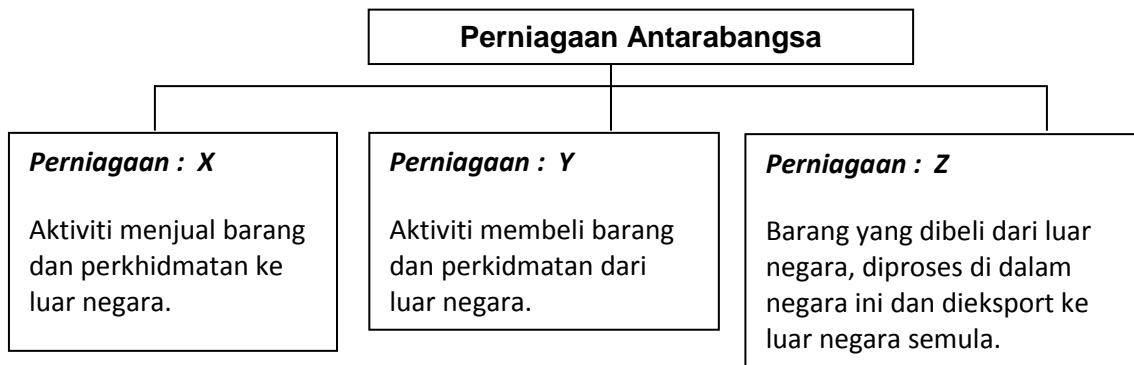 Perniagaan Antarabangsa
Perniagaan : X
Aktiviti menjual barang
dan perkhidmatan ke
luar negara.
Perniagaan : Y
Aktiviti membeli barang
dan perkidmatan dari
luar negara.
Perniagaan : Z
Barang yang dibeli dari luar
negara, diproses di dalam
negara ini dan dieksport ke
luar negara semula.